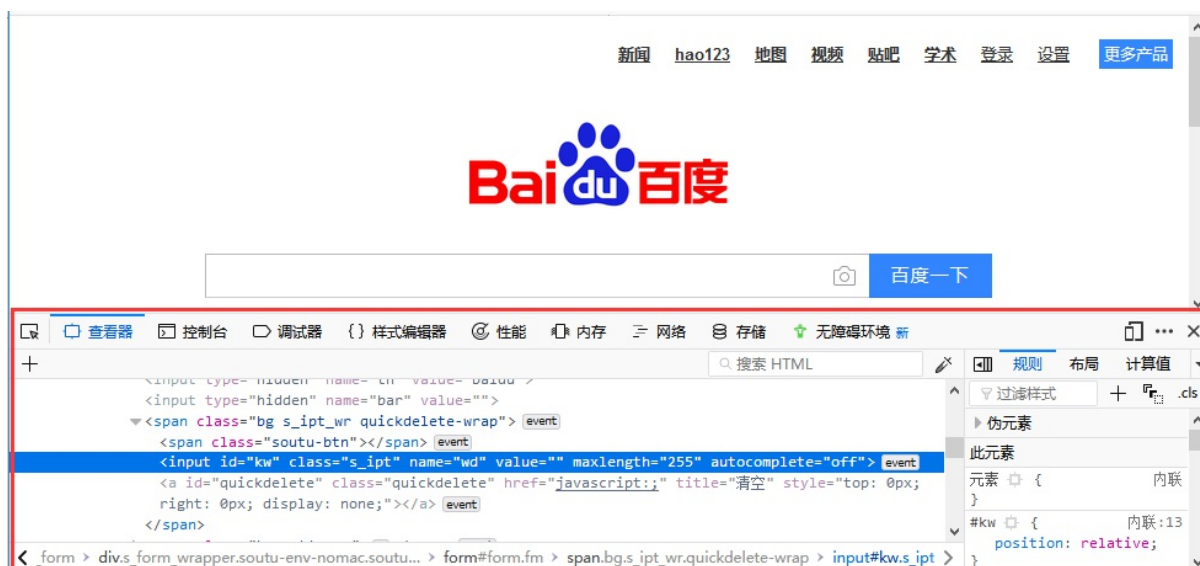 新闻 hao123 地图 视频 贴吧 学术 登录 设置 更多产品
Bai du 百度
百度一下
查看器 控制台 调试器 {} 样式编辑器 性能 内存 网络 存储 无障碍环境 新
+ 搜索 HTML 规则 布局 计算值
<input type="hidden" name="tn" value="baidu">
<input type="hidden" name="bar" value="">
<span class="bg s_ipt_wr quickdelete-wrap"> event
<span class="soutu-btn"></span> event
<input id="kw" class="s_ipt" name="wd" value="" maxlength="255" autocomplete="off"> event
<a id="quickdelete" class="quickdelete" href="javascript:;" title="清空" style="top: 0px;
right: 0px; display: none;"></a> event
</span>
_form > div.s_form_wrapper.soutu-env-nomac.soutu... > form#form.fm > span.bg.s_ipt_wr.quickdelete-wrap > input#kw.s_ipt
过滤样式 + .cls
伪元素
此元素
元素 { 内联
}
#kw { 内联:13
position: relative;
}